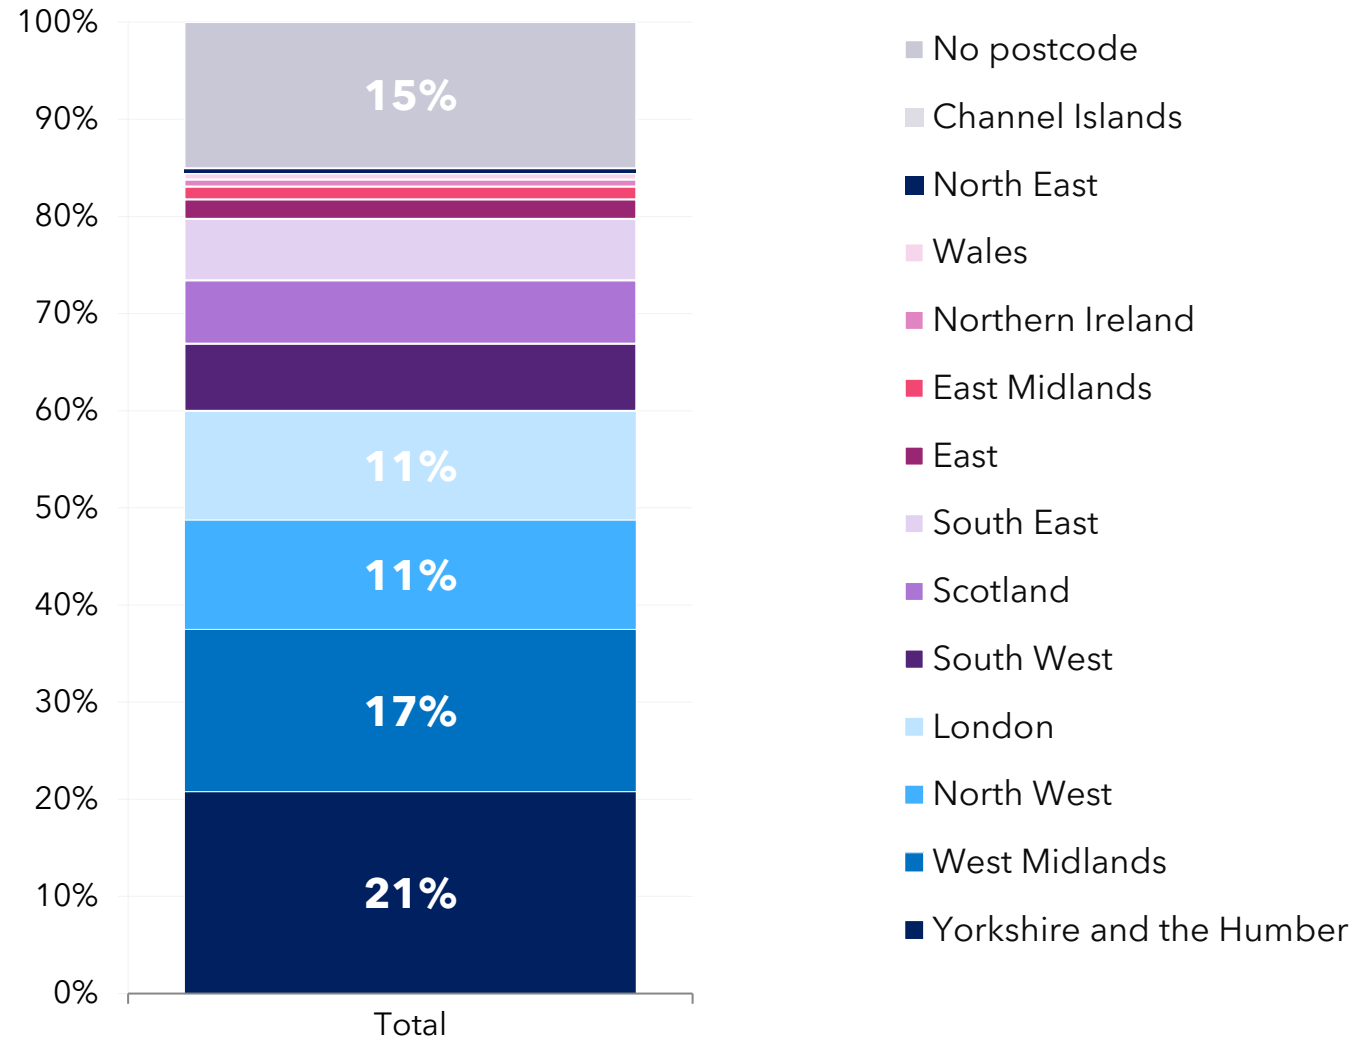 100%
90%
80%
70%
60%
50%
40%
30%
20%
10%
0%
15%
11%
11%
17%
21%
Total
No postcode
Channel Islands
North East
Wales
Northern Ireland
East Midlands
East
South East
Scotland
South West
London
North West
West Midlands
Yorkshire and the Humber